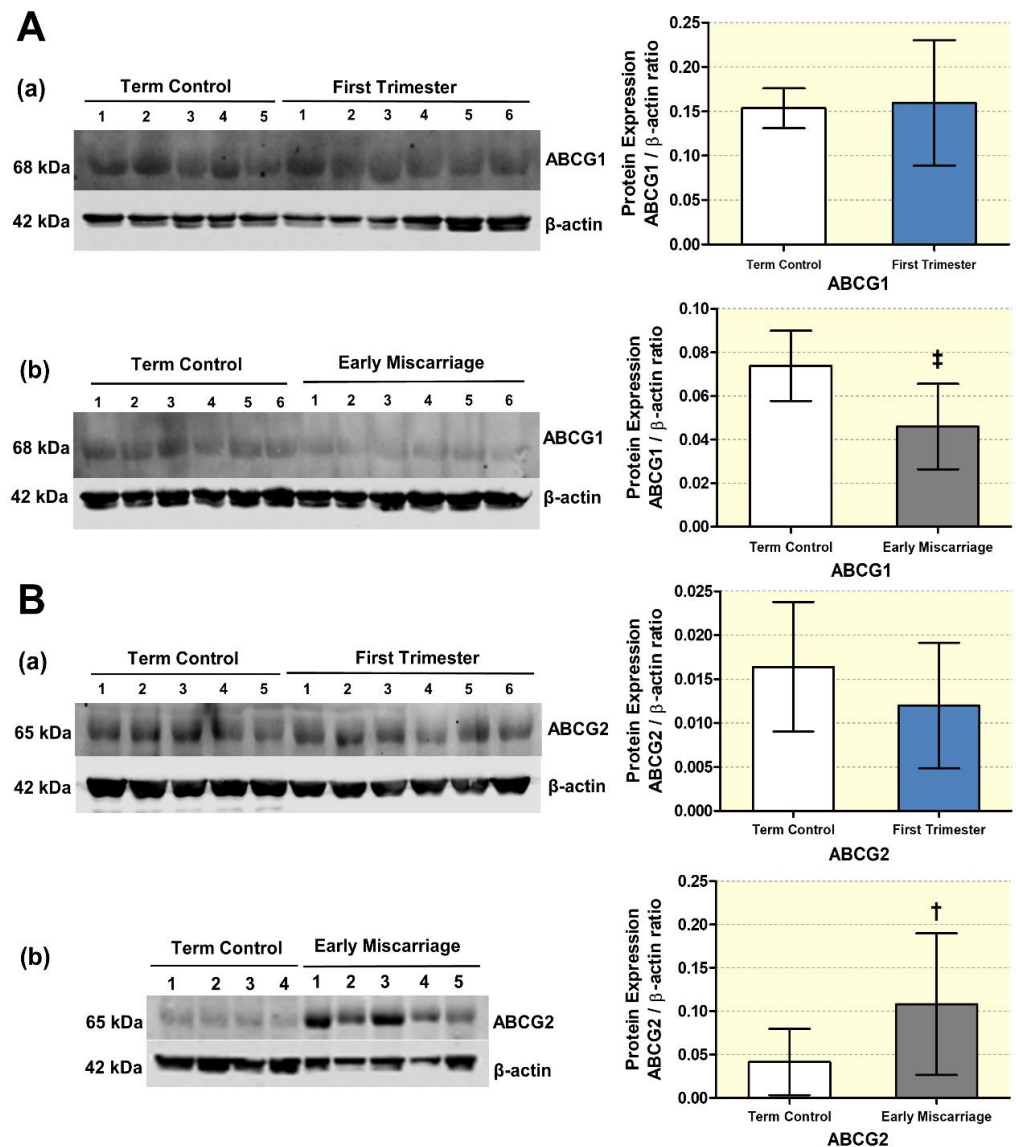 A
(a)
Term Control First Trimester
1 2 3 4 5 1 2 3 4 5 6
68 kDa ABCG1
42 kDa β-actin
Protein Expression
ABCG1 / β-actin ratio
0.25
0.20
0.15
0.10
0.05
0.00
Term Control First Trimester
ABCG1
(b)
Term Control Early Miscarriage
1 2 3 4 5 6 1 2 3 4 5 6
68 kDa ABCG1
42 kDa β-actin
Protein Expression
ABCG1 / β-actin ratio
0.10
0.08
0.06
0.04
0.02
0.00
‡
Term Control Early Miscarriage
ABCG1
B
(a)
Term Control First Trimester
1 2 3 4 5 1 2 3 4 5 6
65 kDa ABCG2
42 kDa β-actin
Protein Expression
ABCG2 / β-actin ratio
0.025
0.020
0.015
0.010
0.005
0.000
Term Control First Trimester
ABCG2
(b)
Term Control Early Miscarriage
1 2 3 4 1 2 3 4 5
65 kDa ABCG2
42 kDa β-actin
Protein Expression
ABCG2 / β-actin ratio
0.25
0.20
0.15
0.10
0.05
0.00
†
Term Control Early Miscarriage
ABCG2